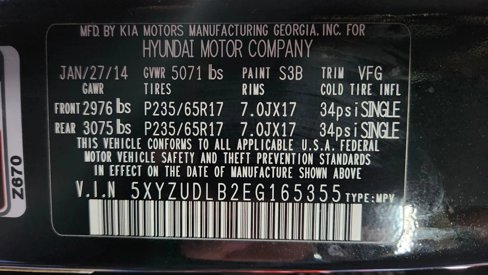 MFD. BY KIA MOTORS MANUFACTURING GEORGIA, INC. FOR
HYUNDAI MOTOR COMPANY
JAN/27/14 GVWR 5071 lbs PAINT S3B TRIM VFG
GAWR TIRES RIMS COLD TIRE INFL
FRONT 2976 lbs P235/65R17 7.0JX17 34psi SINGLE
REAR 3075 lbs P235/65R17 7.0JX17 34psi SINGLE
THIS VEHICLE CONFORMS TO ALL APPLICABLE U.S.A. FEDERAL
MOTOR VEHICLE SAFETY AND THEFT PREVENTION STANDARDS
IN EFFECT ON THE DATE OF MANUFACTURE SHOWN ABOVE
V.I.N 5XYZUDLB2EG165355 TYPE: MPV
Z670